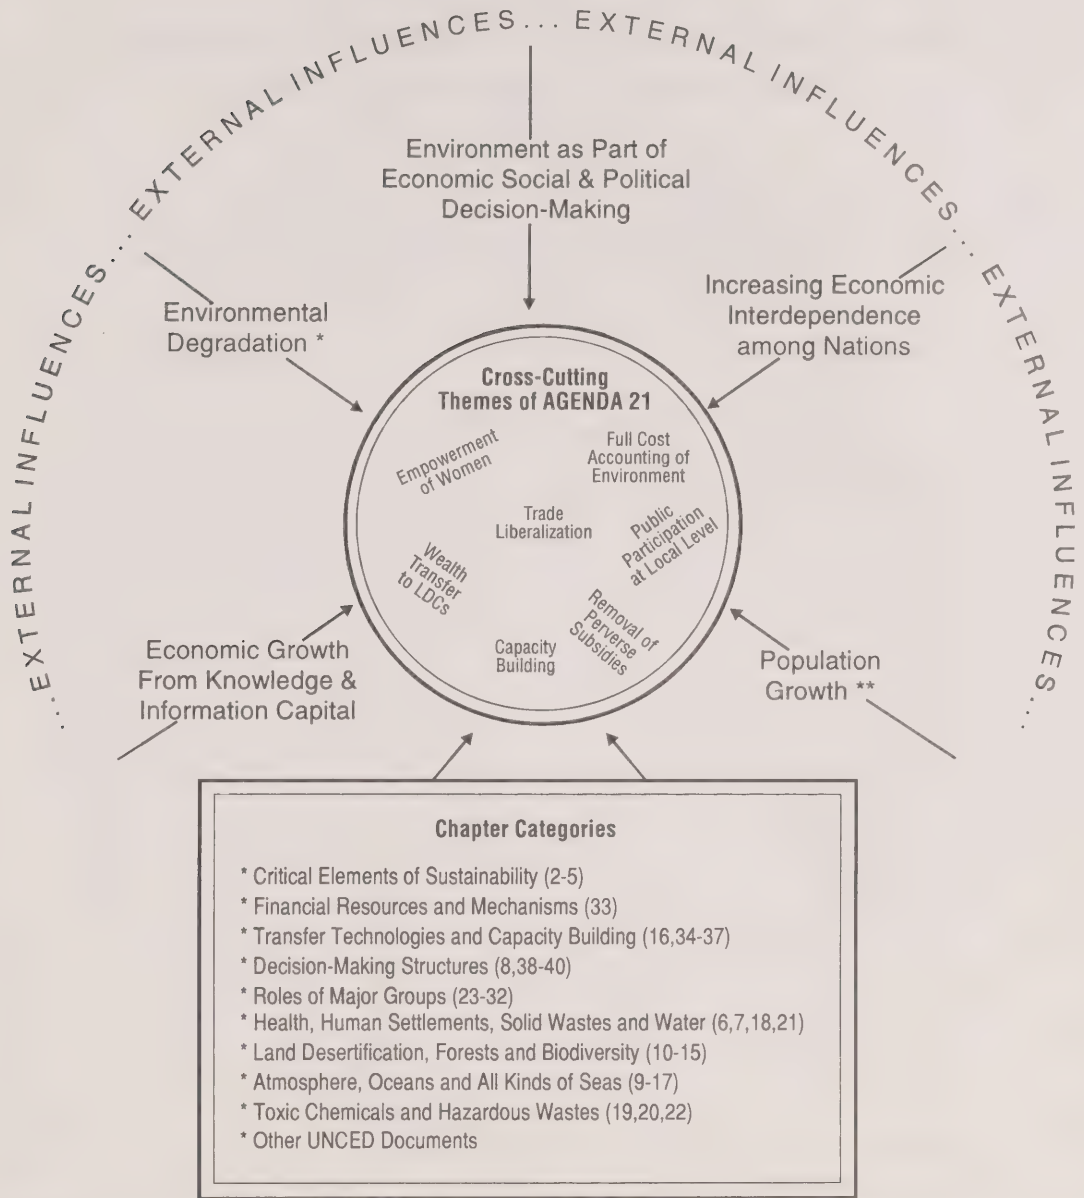 ...EXTERNAL INFLUENCES... EXTERNAL INFLUENCES... EXTERNAL INFLUENCES... EXTERNAL INFLUENCES...
Environment as Part of
Economic Social & Political
Decision-Making
Environmental
Degradation *
Increasing Economic
Interdependence
among Nations
Cross-Cutting
Themes of AGENDA 21
Empowerment
of Women
Full Cost
Accounting of
Environment
Trade
Liberalization
Public
Participation
at Local Level
Wealth
Transfer
to LDCs
Removal of
Perverse
Subsidies
Capacity
Building
Economic Growth
From Knowledge &
Information Capital
Population
Growth **
Chapter Categories
* Critical Elements of Sustainability (2-5)
* Financial Resources and Mechanisms (33)
* Transfer Technologies and Capacity Building (16,34-37)
* Decision-Making Structures (8,38-40)
* Roles of Major Groups (23-32)
* Health, Human Settlements, Solid Wastes and Water (6,7,18,21)
* Land Desertification, Forests and Biodiversity (10-15)
* Atmosphere, Oceans and All Kinds of Seas (9-17)
* Toxic Chemicals and Hazardous Wastes (19,20,22)
* Other UNCED Documents